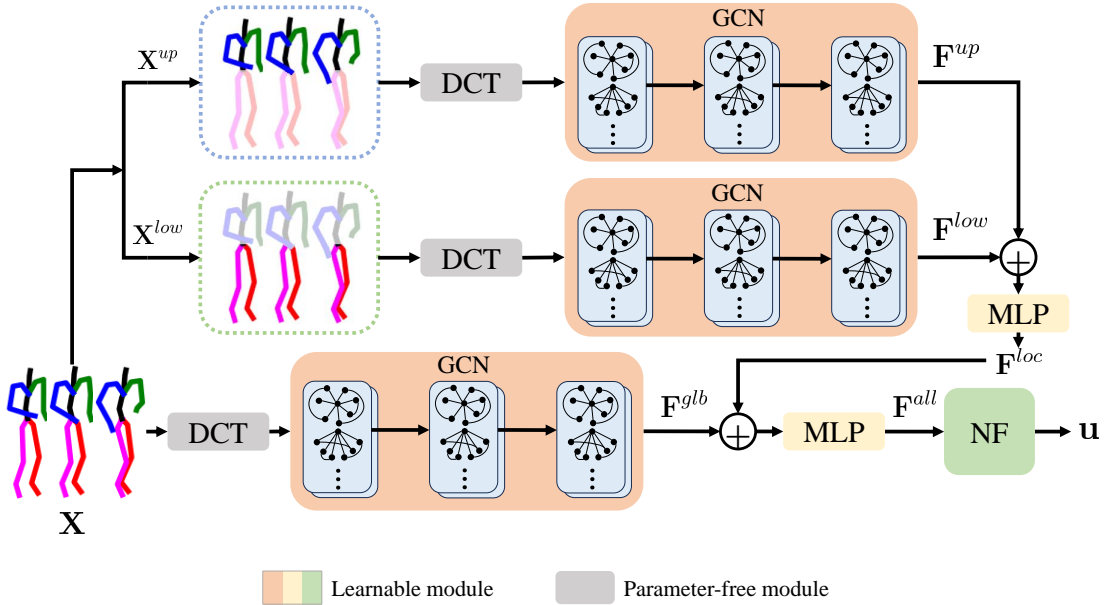 GCN
X^{up}
DCT
F^{up}
GCN
X^{low}
DCT
F^{low}
+
MLP
F^{loc}
GCN
DCT
F^{glb}
+
MLP
F^{all}
NF
u
X
Learnable module
Parameter-free module